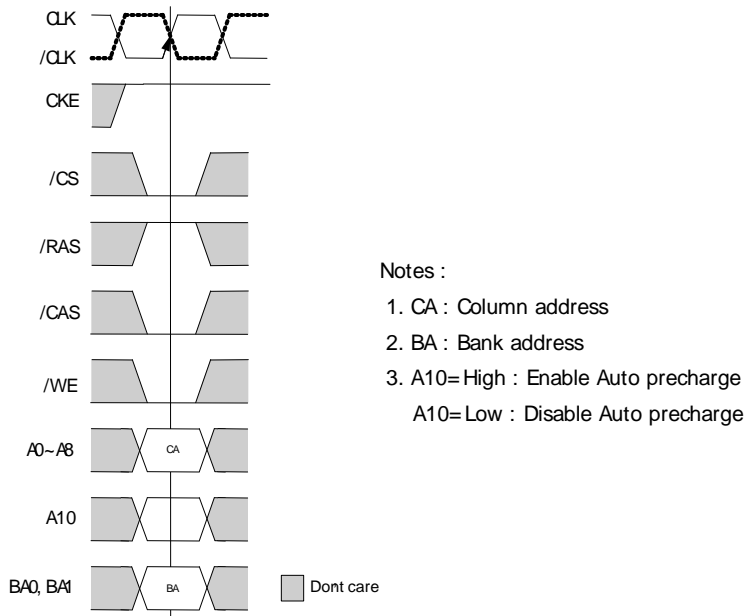 CLK
/CLK
CKE
/CS
/RAS
/CAS
/WE
A0~A8
CA
A10
BA0, BA1
BA
Dont care
Notes :
1. CA : Column address
2. BA : Bank address
3. A10=High : Enable Auto precharge
A10=Low : Disable Auto precharge